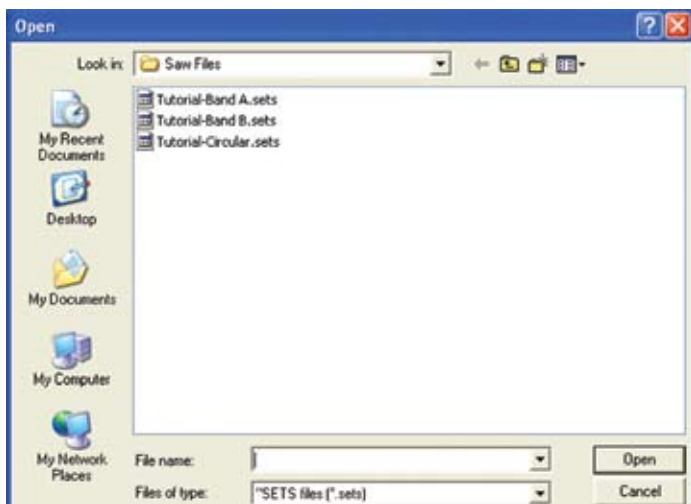 Open
Look in: Saw Files
My Recent
Documents
Desktop
My Documents
My Computer
My Network
Places
Tutorial-Band A.sets
Tutorial-Band B.sets
Tutorial-Circular.sets
File name:
Open
Files of type: "SETS files (*.sets)
Cancel